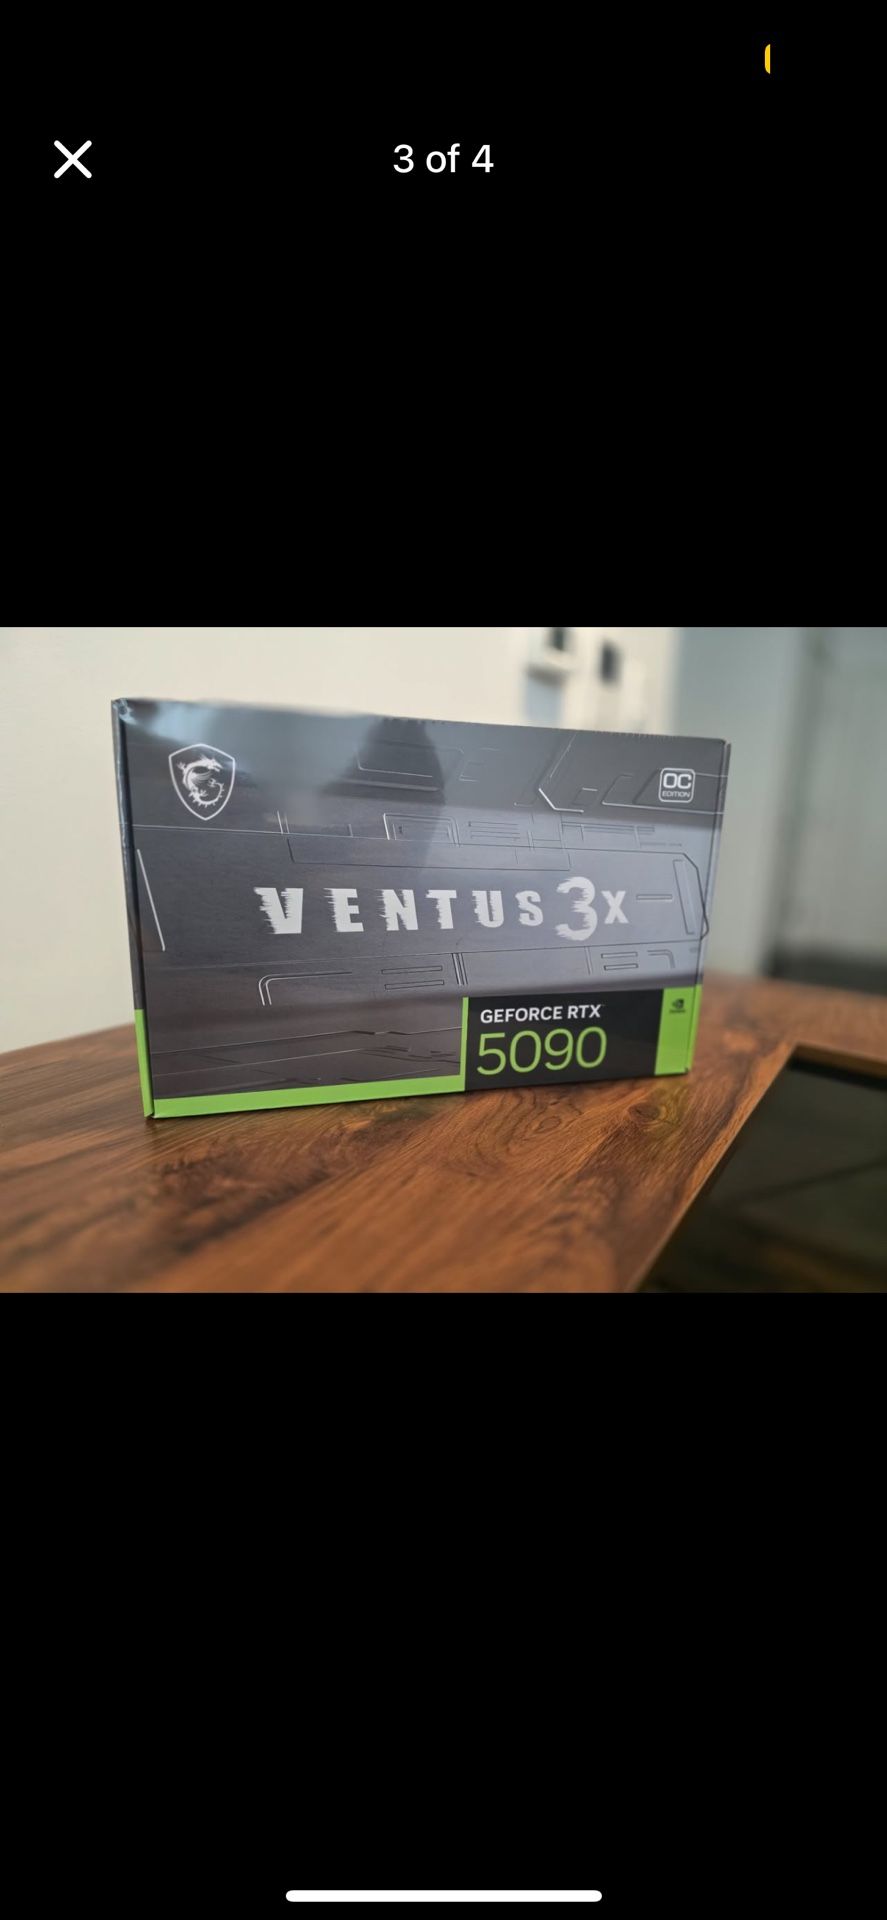 3 of 4
OC
EDITION
VENTUS 3X
GEFORCE RTX
5090